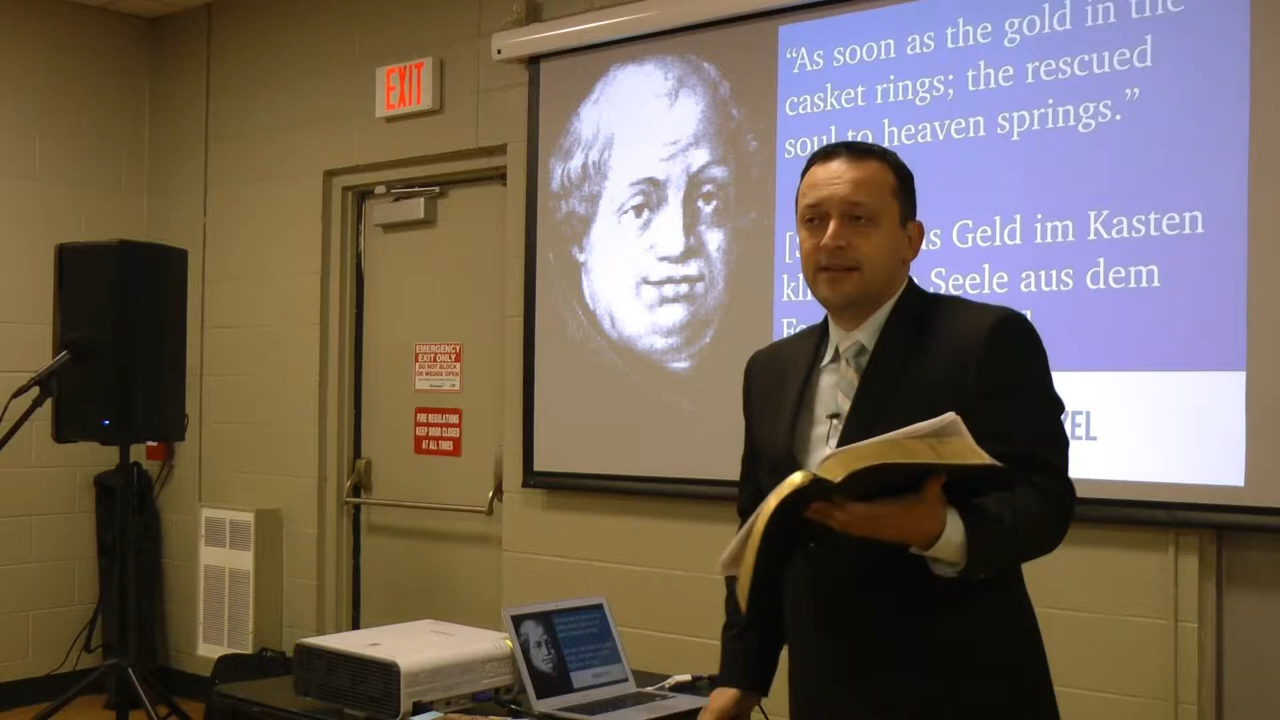 EXIT
“As soon as the gold in the
casket rings; the rescued
soul to heaven springs.”
Geld im Kasten
Seele aus dem
EMERGENCY
EXIT ONLY
DO NOT BLOCK
OR WEDGE OPEN
FIRE REGULATIONS
KEEP DOOR CLOSED
AT ALL TIMES